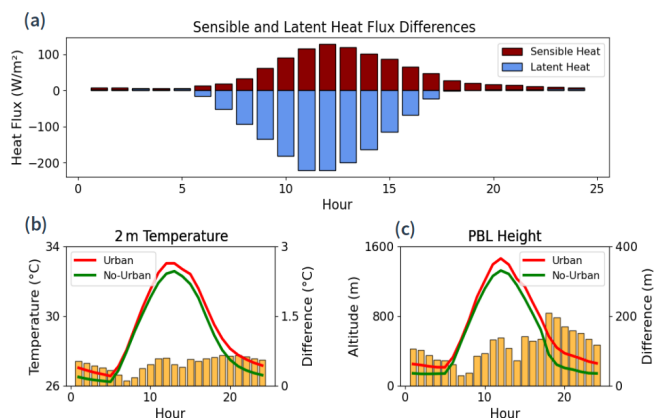 (a)
Sensible and Latent Heat Flux Differences
Heat Flux (W/m²)
100
0
−100
−200
Sensible Heat
Latent Heat
0 5 10 15 20 25
Hour
(b)
2 m Temperature
Temperature (°C)
34
30
26
Urban
No-Urban
3
1.5
0
Difference (°C)
0 10 20
Hour
(c)
PBL Height
Altitude (m)
1600
800
0
Urban
No-Urban
400
200
0
Difference (m)
0 10 20
Hour